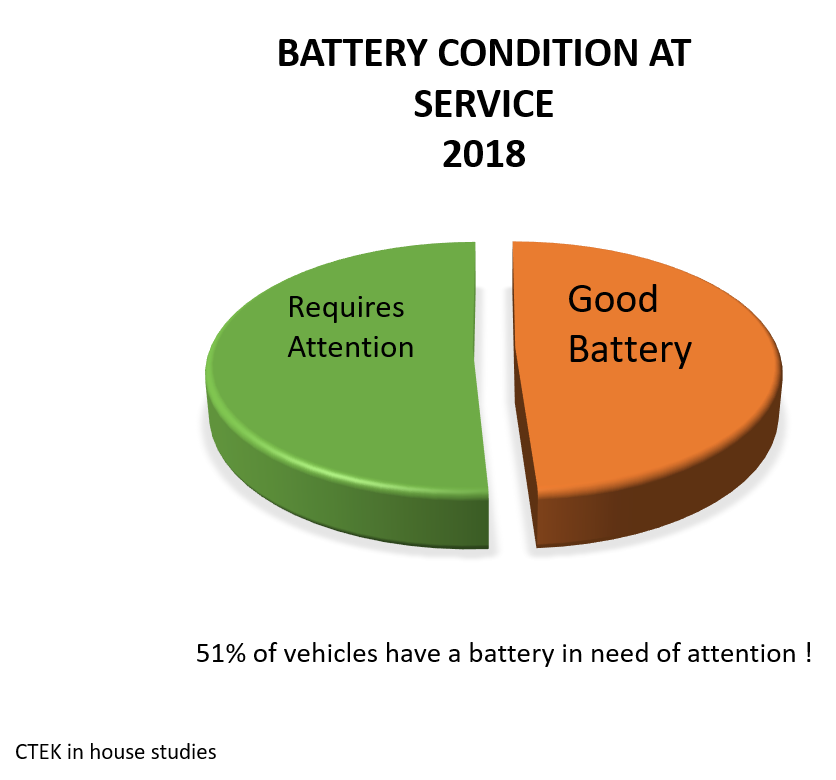 BATTERY CONDITION AT
SERVICE
2018
Requires
Attention
Good
Battery
51% of vehicles have a battery in need of attention !
CTEK in house studies